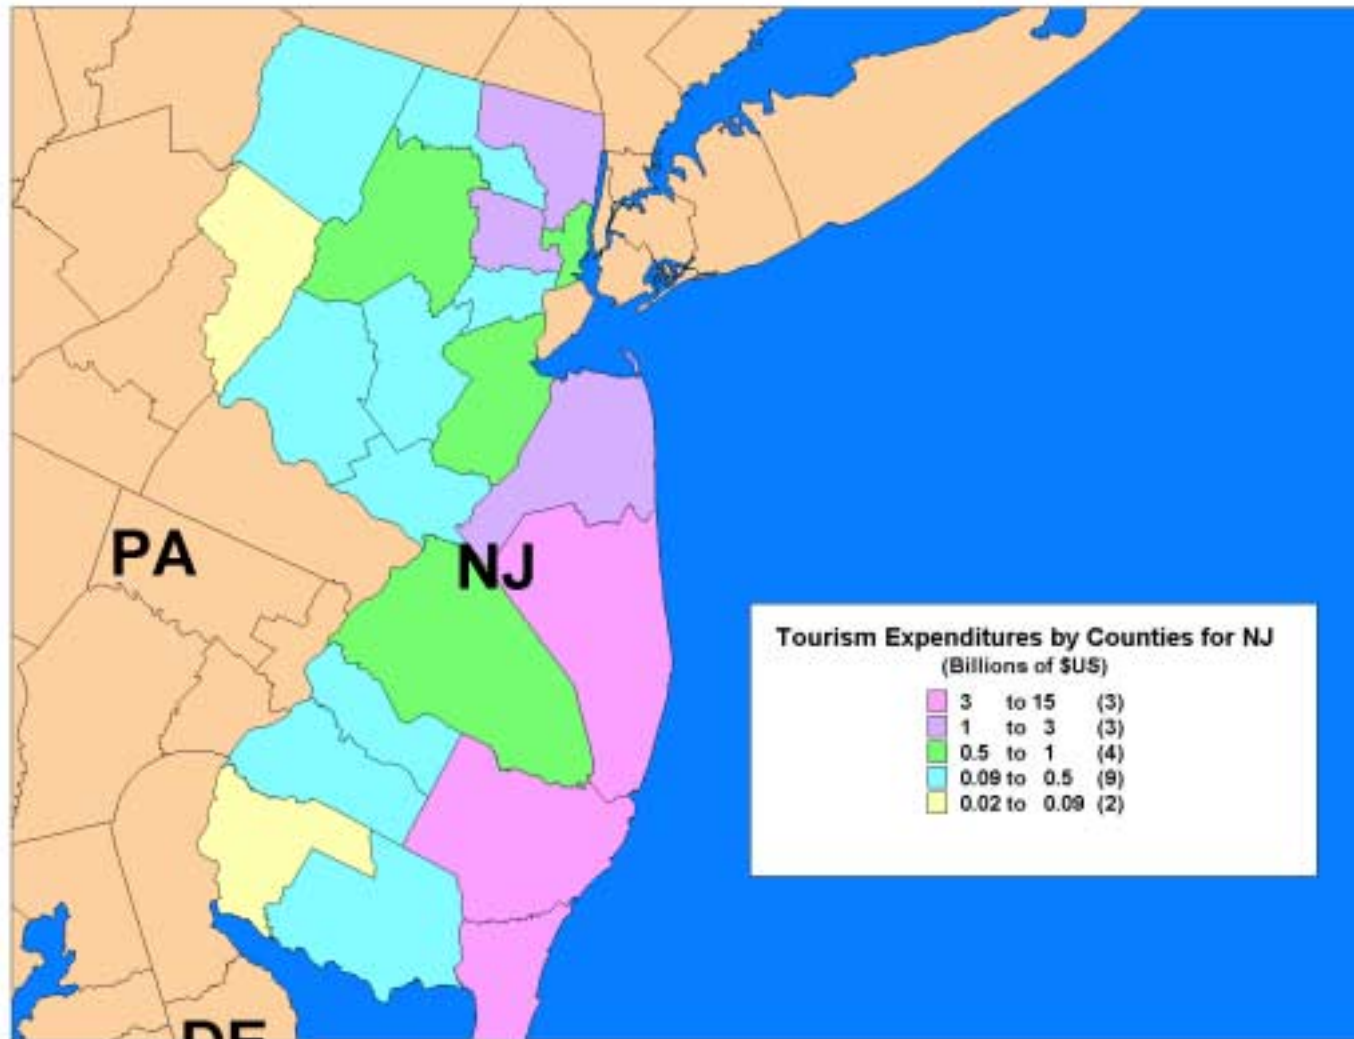 PA
NJ
Tourism Expenditures by Counties for NJ
(Billions of $US)
3 to 15 (3)
1 to 3 (3)
0.5 to 1 (4)
0.09 to 0.5 (9)
0.02 to 0.09 (2)
DE